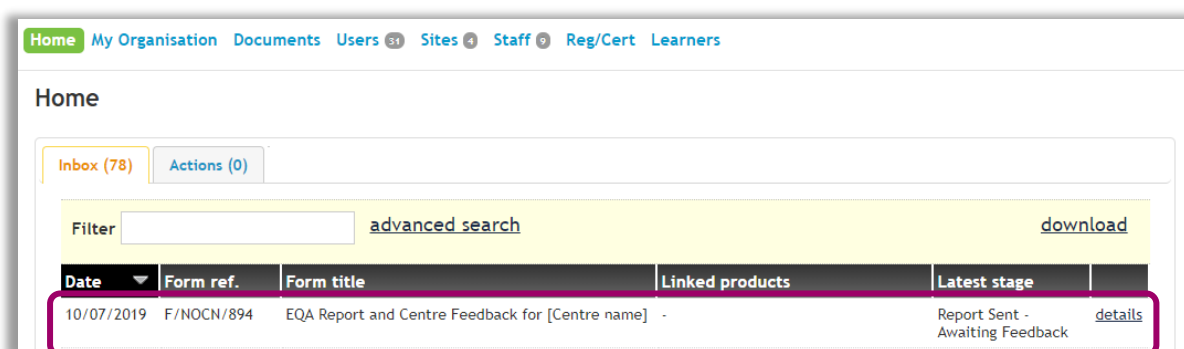 Home My Organisation Documents Users 31 Sites 4 Staff 9 Reg/Cert Learners
Home
Inbox (78) Actions (0)
Filter advanced search download
Date Form ref. Form title Linked products Latest stage
10/07/2019 F/NOCN/894 EQA Report and Centre Feedback for [Centre name] - Report Sent - details
Awaiting Feedback